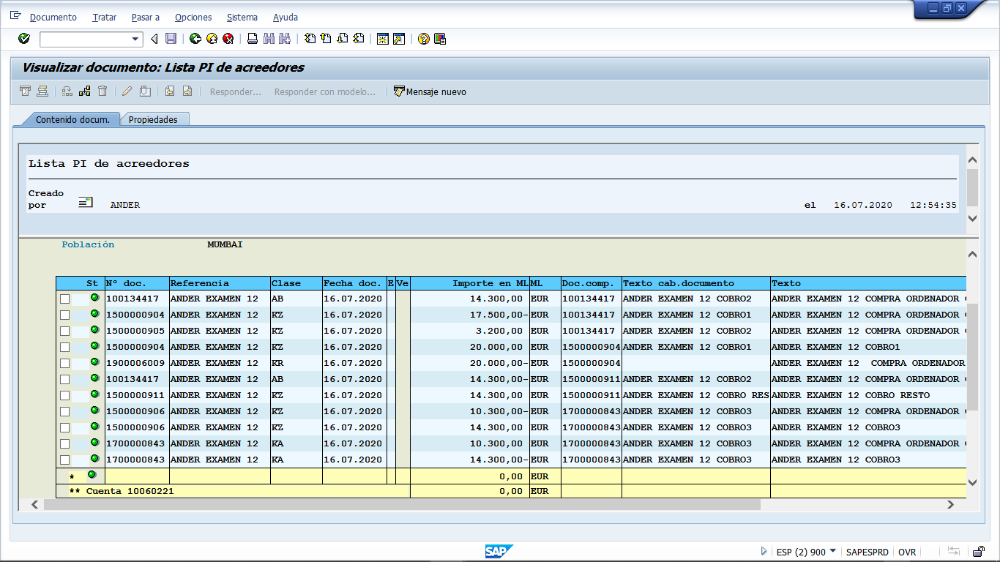 Documento Tratar Pasar a Opciones Sistema Ayuda
Visualizar documento: Lista PI de acreedores
Responder... Responder con modelo... Mensaje nuevo
Contenido docum. Propiedades
Lista PI de acreedores
Creado
por ANDER el 16.07.2020 12:54:35
Población MUMBAI
St Nº doc. Referencia Clase Fecha doc. E Ve Importe en ML ML Doc.comp. Texto cab.documento Texto
100134417 ANDER EXAMEN 12 AB 16.07.2020 14.300,00 EUR 100134417 ANDER EXAMEN 12 COBRO2 ANDER EXAMEN 12 COMPRA ORDENADOR
1500000904 ANDER EXAMEN 12 KZ 16.07.2020 17.500,00- EUR 100134417 ANDER EXAMEN 12 COBRO1 ANDER EXAMEN 12 COMPRA ORDENADOR
1500000905 ANDER EXAMEN 12 KZ 16.07.2020 3.200,00 EUR 100134417 ANDER EXAMEN 12 COBRO2 ANDER EXAMEN 12 COMPRA ORDENADOR
1500000904 ANDER EXAMEN 12 KZ 16.07.2020 20.000,00 EUR 1500000904 ANDER EXAMEN 12 COBRO1 ANDER EXAMEN 12 COBRO1
1900006009 ANDER EXAMEN 12 KR 16.07.2020 20.000,00- EUR 1500000904 ANDER EXAMEN 12 COMPRA ORDENADOR
100134417 ANDER EXAMEN 12 AB 16.07.2020 14.300,00- EUR 1500000911 ANDER EXAMEN 12 COBRO2 ANDER EXAMEN 12 COMPRA ORDENADOR
1500000911 ANDER EXAMEN 12 KZ 16.07.2020 14.300,00 EUR 1500000911 ANDER EXAMEN 12 COBRO RES ANDER EXAMEN 12 COBRO RESTO
1500000906 ANDER EXAMEN 12 KZ 16.07.2020 10.300,00- EUR 1700000843 ANDER EXAMEN 12 COBRO3 ANDER EXAMEN 12 COMPRA ORDENADOR
1500000906 ANDER EXAMEN 12 KZ 16.07.2020 14.300,00 EUR 1700000843 ANDER EXAMEN 12 COBRO3 ANDER EXAMEN 12 COBRO3
1700000843 ANDER EXAMEN 12 KA 16.07.2020 10.300,00 EUR 1700000843 ANDER EXAMEN 12 COBRO3 ANDER EXAMEN 12 COMPRA ORDENADOR
1700000843 ANDER EXAMEN 12 KA 16.07.2020 14.300,00- EUR 1700000843 ANDER EXAMEN 12 COBRO3 ANDER EXAMEN 12 COBRO3
* 0,00 EUR
** Cuenta 10060221 0,00 EUR
SAP ESP (2) 900 SAPESPRD OVR